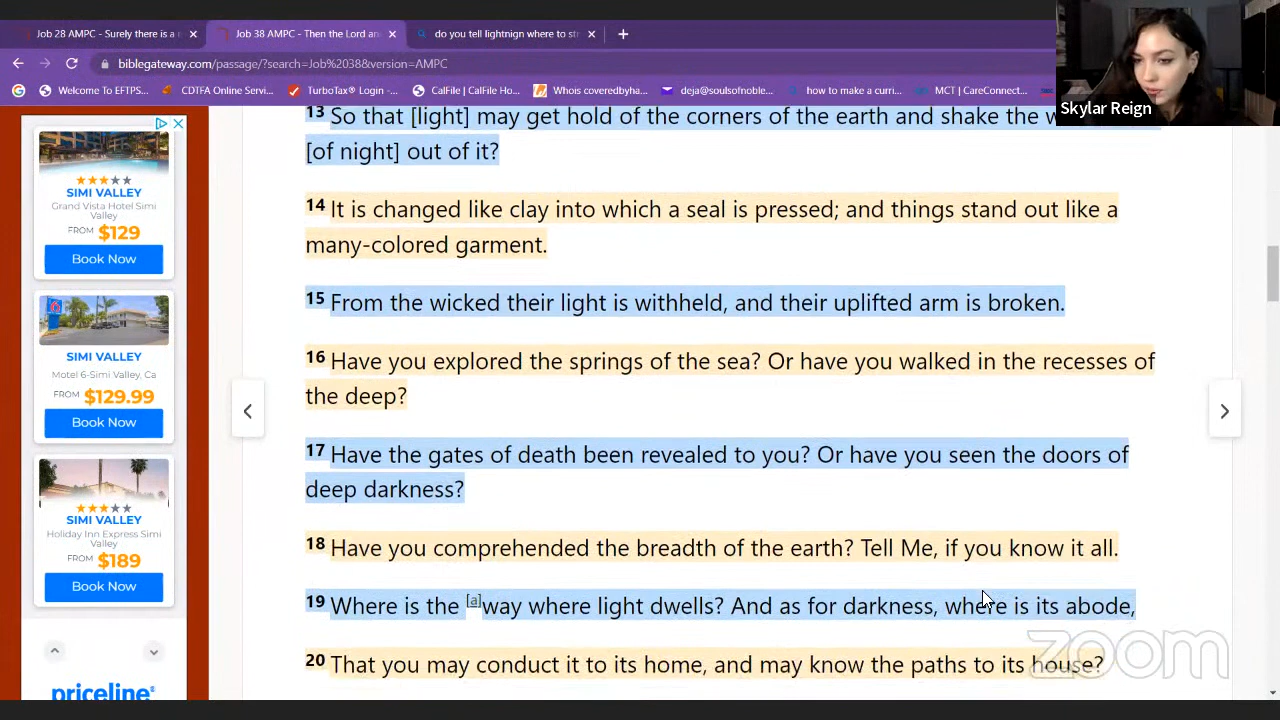 Job 28 AMPC - Surely there is a
Job 38 AMPC - Then the Lord an
do you tell lightnign where to st
biblegateway.com/passage/?search=Job%2038&version=AMPC
Welcome To EFTPS...
CDTFA Online Servi...
TurboTax® Login -...
CalFile (CalFile Ho...
Whois coveredbyha...
deja@soulsofnoble...
how to make a curri...
MCT | CareConnect...
Skylar Reign
13 So that [light] may get hold of the corners of the earth and shake the
[of night] out of it?
14 It is changed like clay into which a seal is pressed; and things stand out like a
many-colored garment.
15 From the wicked their light is withheld, and their uplifted arm is broken.
16 Have you explored the springs of the sea? Or have you walked in the recesses of
the deep?
17 Have the gates of death been revealed to you? Or have you seen the doors of
deep darkness?
18 Have you comprehended the breadth of the earth? Tell Me, if you know it all.
19 Where is the [a]way where light dwells? And as for darkness, where is its abode,
20 That you may conduct it to its home, and may know the paths to its house?
SIMI VALLEY
Grand Vista Hotel Simi
Valley
FROM $129
Book Now
SIMI VALLEY
Motel 6-Simi Valley, Ca
FROM $129.99
Book Now
SIMI VALLEY
Holiday Inn Express Simi
Valley
FROM $189
Book Now
priceline®
zoom